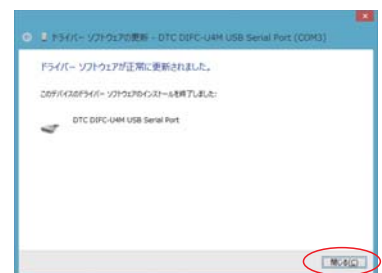 ドライバー ソフトウェアの更新 - DTC DIFC-U4M USB Serial Port (COM3)
ドライバー ソフトウェアが正常に更新されました。
このデバイスのドライバー ソフトウェアのインストールを終了しました:
DTC DIFC-U4M USB Serial Port
閉じる(C)